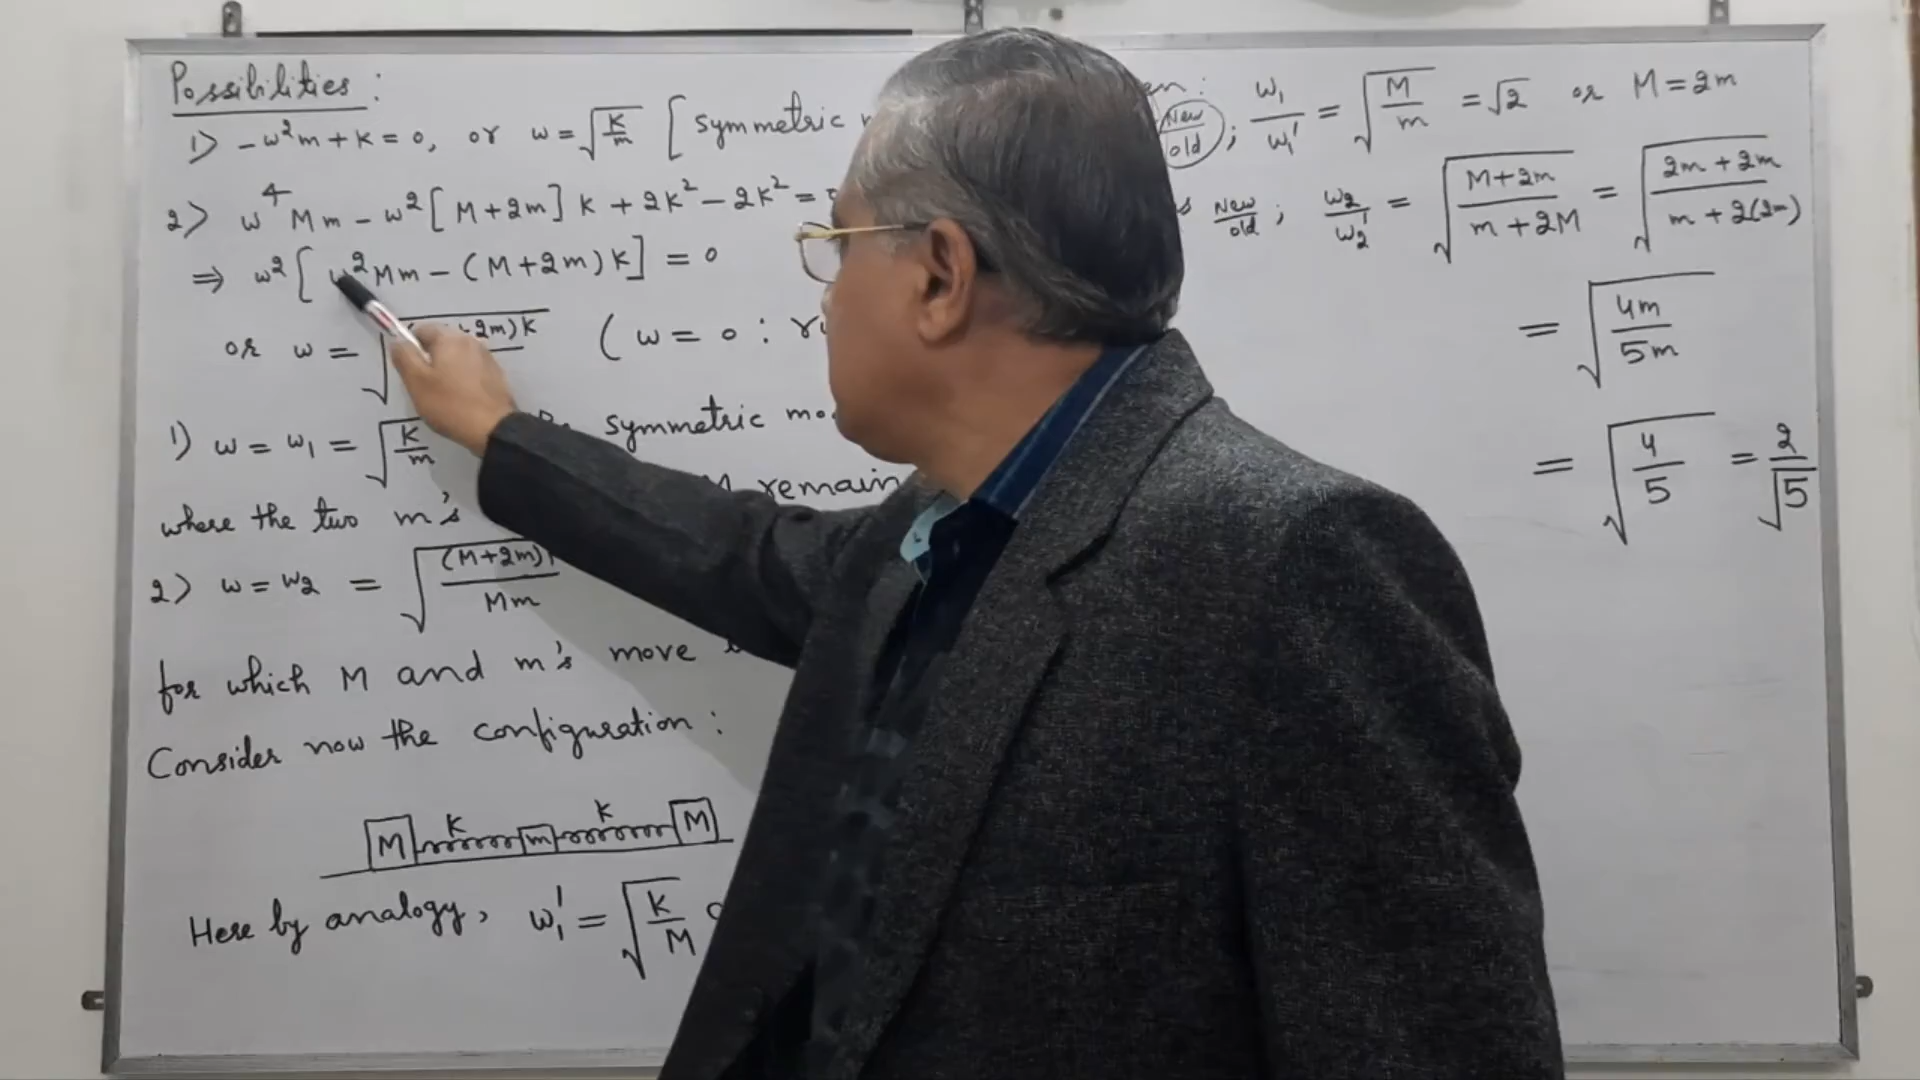 Possibilities :
1) -ω²m + k = 0, or ω = √(k/m) [symmetric
2) ω⁴Mm - ω²[M+2m] k + 2k² - 2k² =
⇒ ω²[ω²Mm - (M+2m)k] = 0
or ω = √( 2m)k (ω = 0 :
1) ω = ω₁ = √(k/m) symmetric
where the two m's remain
2) ω = ω₂ = √((M+2m) / Mm)
for which M and m's move
Consider now the configuration :
M k m k M
Here by analogy, ω₁' = √(k/M)
New/old ; ω₁/ω₁' = √(M/m) = √2 or M = 2m
New/old ; ω₂/ω₂' = √((M+2m)/(m+2M)) = √((2m+2m)/(m+2(2m)))
= √(4m/5m)
= √(4/5) = 2/√5